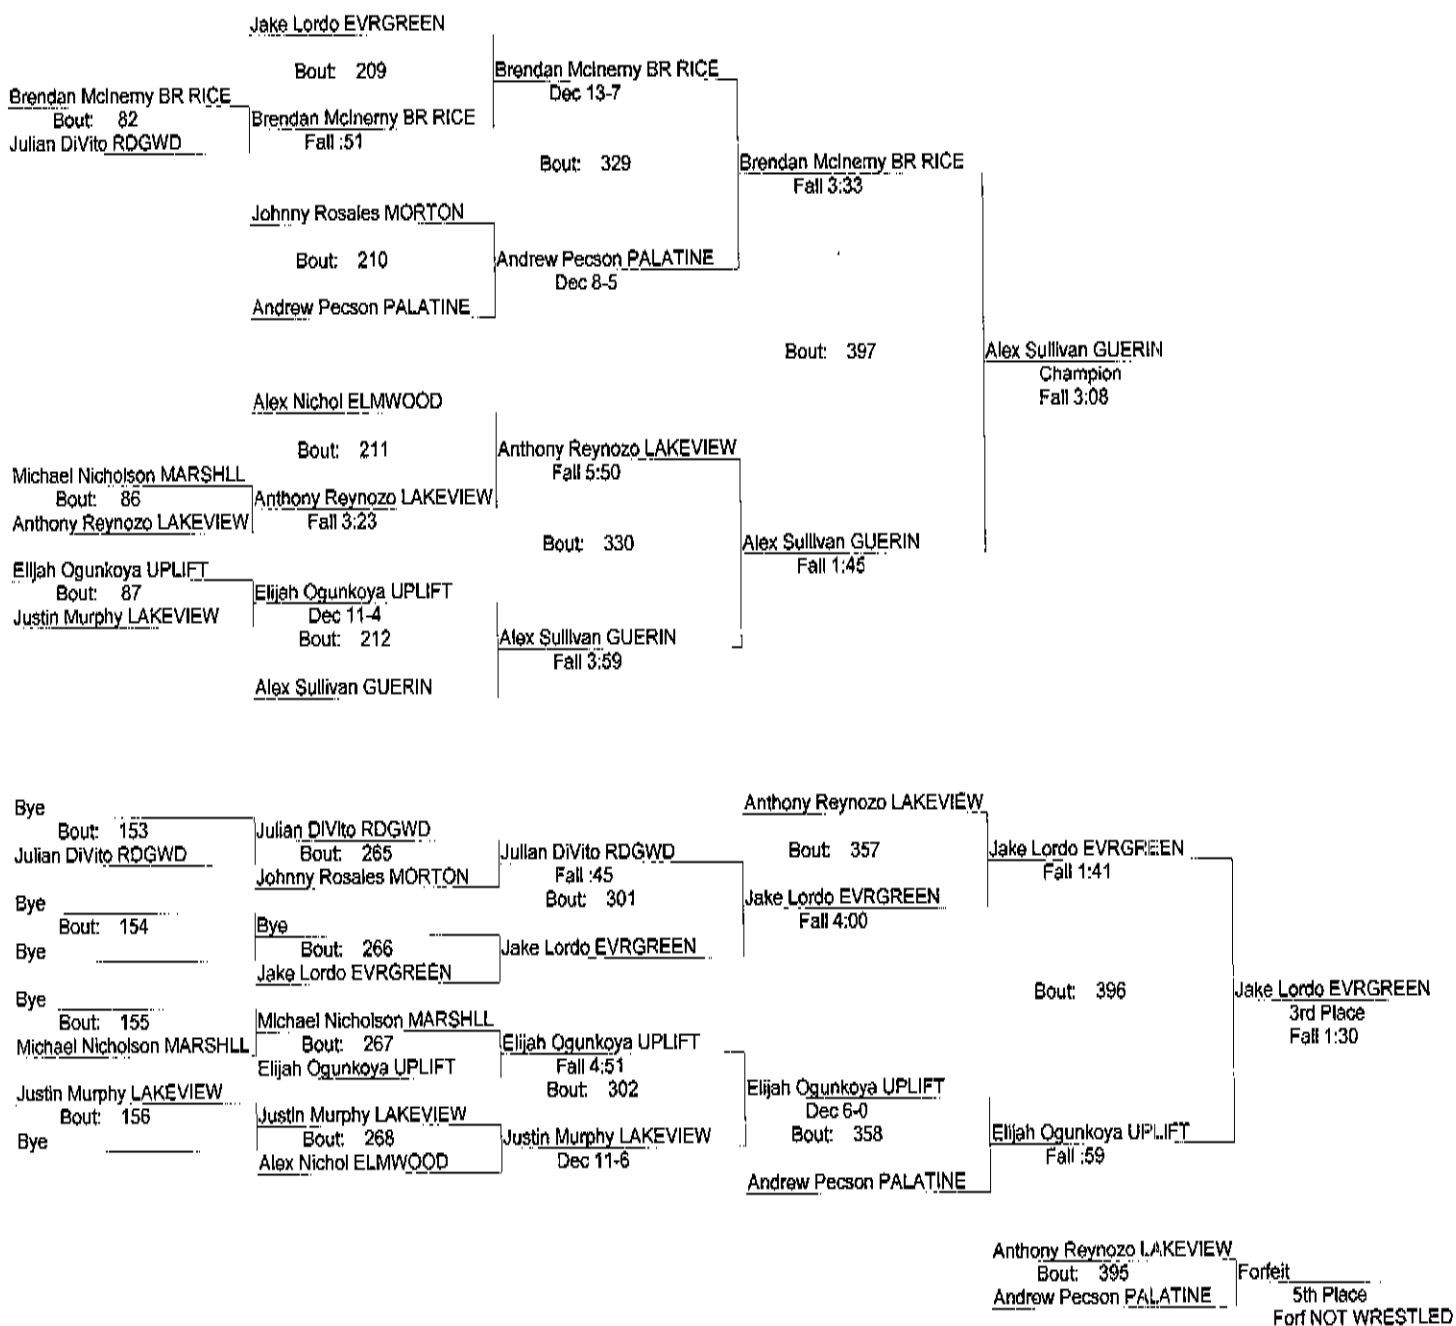 Jake Lordo EVRGREEN
Bout: 209
Brendan McInerny BR RICE
Dec 13-7
Brendan McInerny BR RICE
Bout: 82
Julian DiVito RDGWD
Brendan McInerny BR RICE
Fall :51
Bout: 329
Brendan McInerny BR RICE
Fall 3:33
Johnny Rosales MORTON
Bout: 210
Andrew Pecson PALATINE
Dec 8-5
Andrew Pecson PALATINE
Bout: 397
Alex Sullivan GUERIN
Champion
Fall 3:08
Alex Nichol ELMWOOD
Bout: 211
Anthony Reynozo LAKEVIEW
Fall 5:50
Michael Nicholson MARSHLL
Bout: 86
Anthony Reynozo LAKEVIEW
Anthony Reynozo LAKEVIEW
Fall 3:23
Bout: 330
Alex Sullivan GUERIN
Fall 1:45
Elijah Ogunkoya UPLIFT
Bout: 87
Justin Murphy LAKEVIEW
Elijah Ogunkoya UPLIFT
Dec 11-4
Bout: 212
Alex Sullivan GUERIN
Fall 3:59
Alex Sullivan GUERIN
Bye
Bout: 153
Julian DiVito RDGWD
Julian DiVito RDGWD
Bout: 265
Johnny Rosales MORTON
Julian DiVito RDGWD
Fall :45
Bout: 301
Anthony Reynozo LAKEVIEW
Bout: 357
Jake Lordo EVRGREEN
Fall 4:00
Jake Lordo EVRGREEN
Fall 1:41
Bye
Bout: 154
Bye
Bye
Bout: 266
Jake Lordo EVRGREEN
Jake Lordo EVRGREEN
Bout: 396
Jake Lordo EVRGREEN
3rd Place
Fall 1:30
Bye
Bout: 155
Michael Nicholson MARSHLL
Michael Nicholson MARSHLL
Bout: 267
Elijah Ogunkoya UPLIFT
Elijah Ogunkoya UPLIFT
Fall 4:51
Bout: 302
Justin Murphy LAKEVIEW
Bout: 156
Bye
Justin Murphy LAKEVIEW
Bout: 268
Alex Nichol ELMWOOD
Justin Murphy LAKEVIEW
Dec 11-6
Elijah Ogunkoya UPLIFT
Dec 6-0
Bout: 358
Andrew Pecson PALATINE
Elijah Ogunkoya UPLIFT
Fall :59
Anthony Reynozo LAKEVIEW
Bout: 395
Andrew Pecson PALATINE
Forfeit
5th Place
Forf NOT WRESTLED